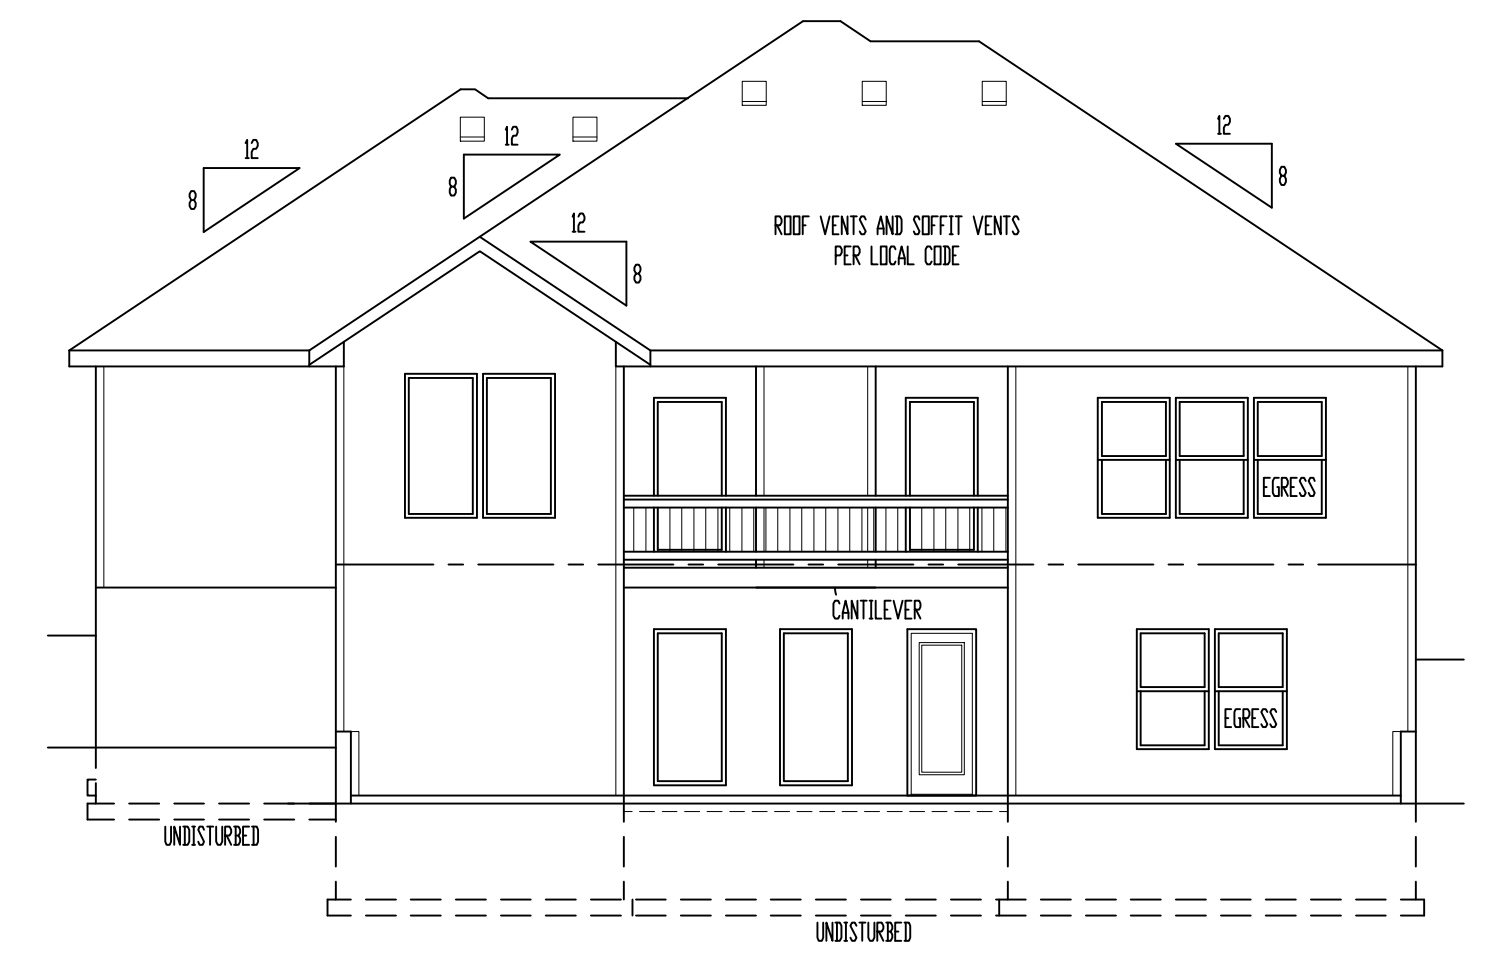 12
8
12
8
12
8
12
8
ROOF VENTS AND SOFFIT VENTS
PER LOCAL CODE
EGRESS
CANTILEVER
EGRESS
UNDISTURBED
UNDISTURBED